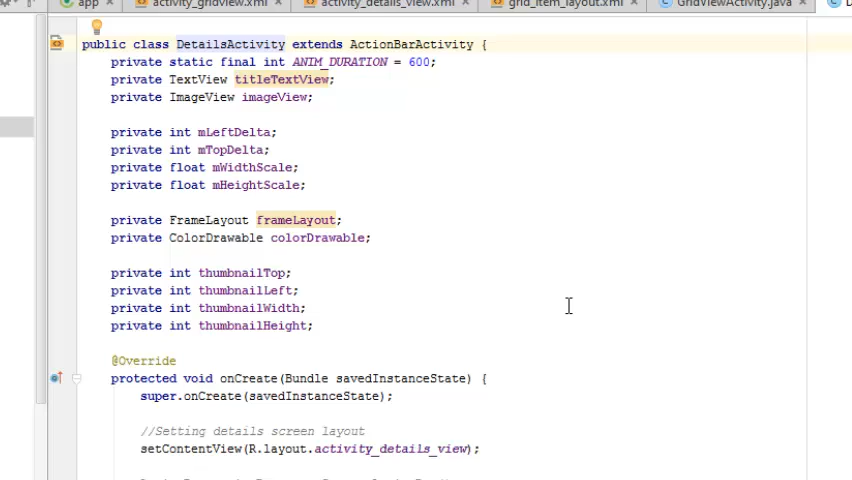 app activity_gridview.xml activity_details_view.xml grid_item_layout.xml GridViewActivity.java
public class DetailsActivity extends ActionBarActivity {
private static final int ANIM_DURATION = 600;
private TextView titleTextView;
private ImageView imageView;
private int mLeftDelta;
private int mTopDelta;
private float mWidthScale;
private float mHeightScale;
private FrameLayout frameLayout;
private ColorDrawable colorDrawable;
private int thumbnailTop;
private int thumbnailLeft;
private int thumbnailWidth;
private int thumbnailHeight;
@Override
protected void onCreate(Bundle savedInstanceState) {
super.onCreate(savedInstanceState);
//Setting details screen layout
setContentView(R.layout.activity_details_view);